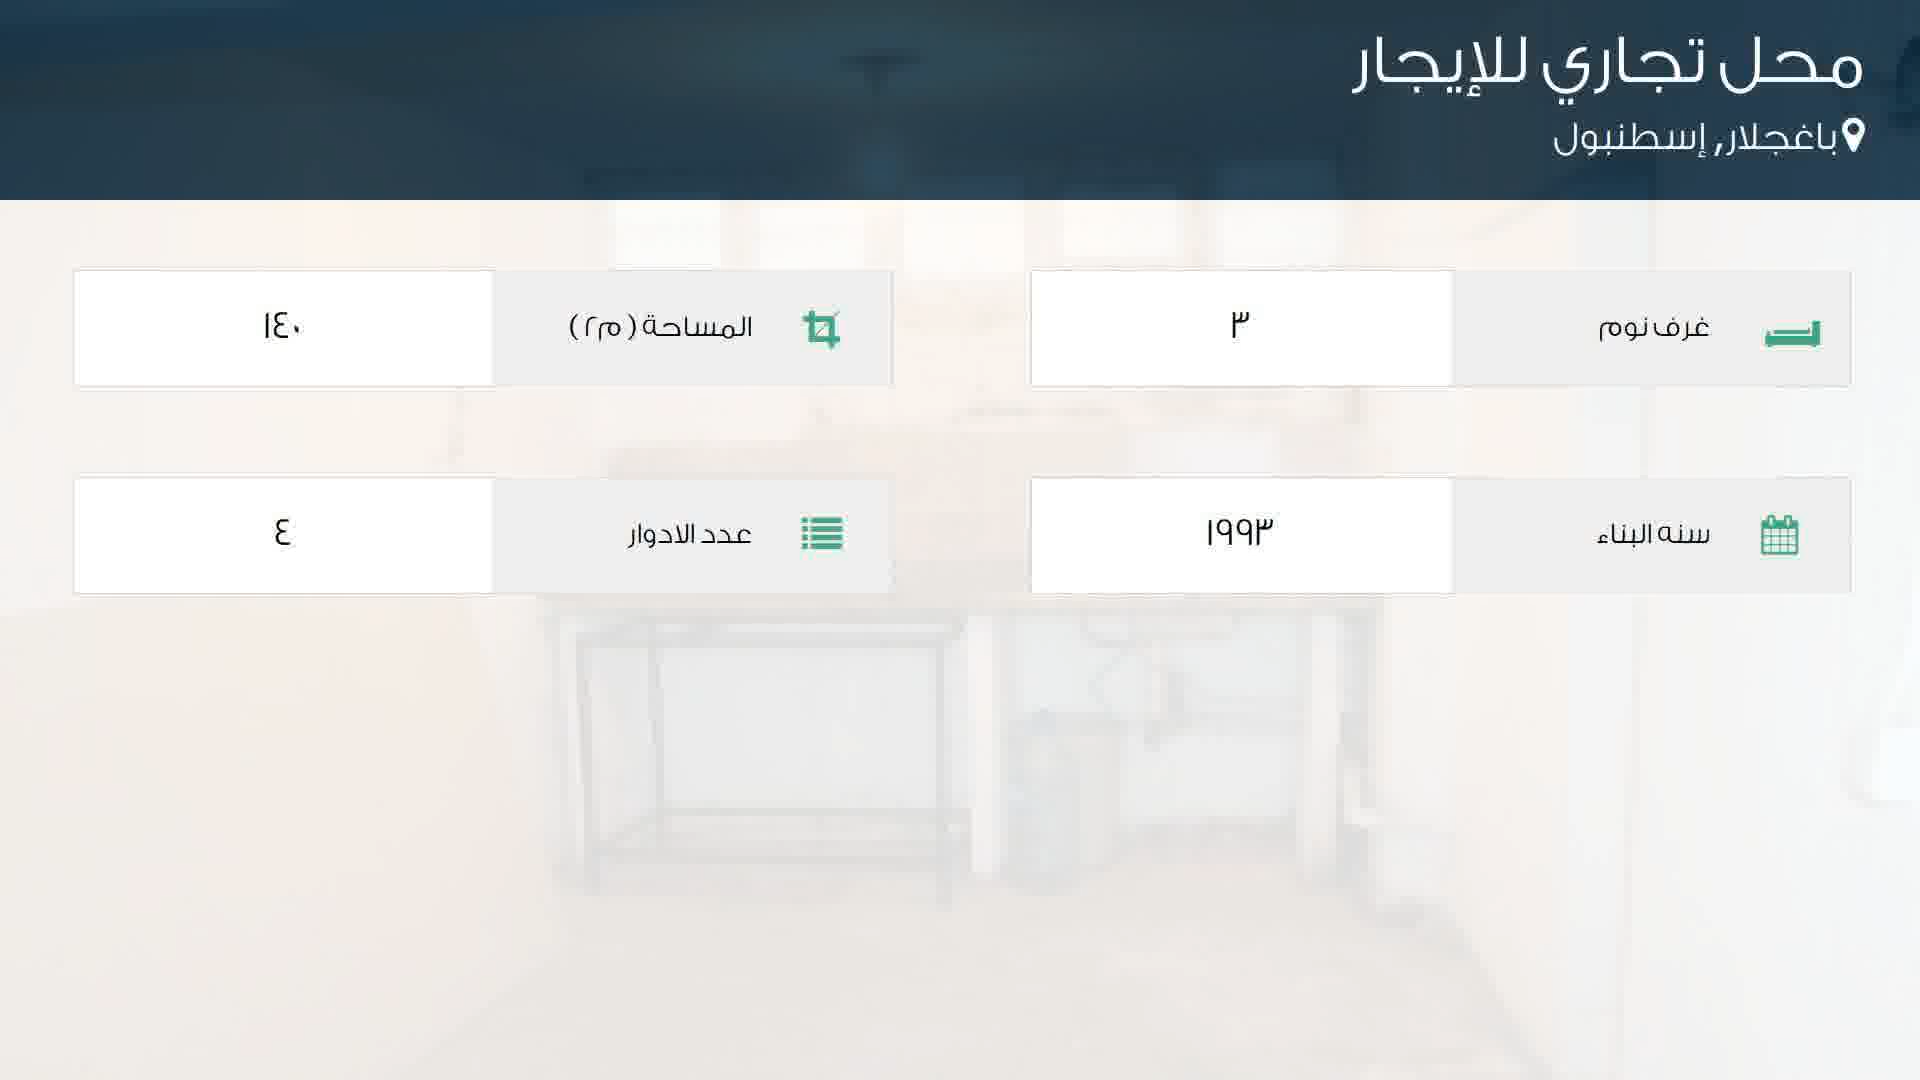 محل تجاري للإيجار
باغجلار, إسطنبول
غرف نوم
٣
المساحة (م٢)
١٤٠
سنه البناء
١٩٩٣
عدد الادوار
٤